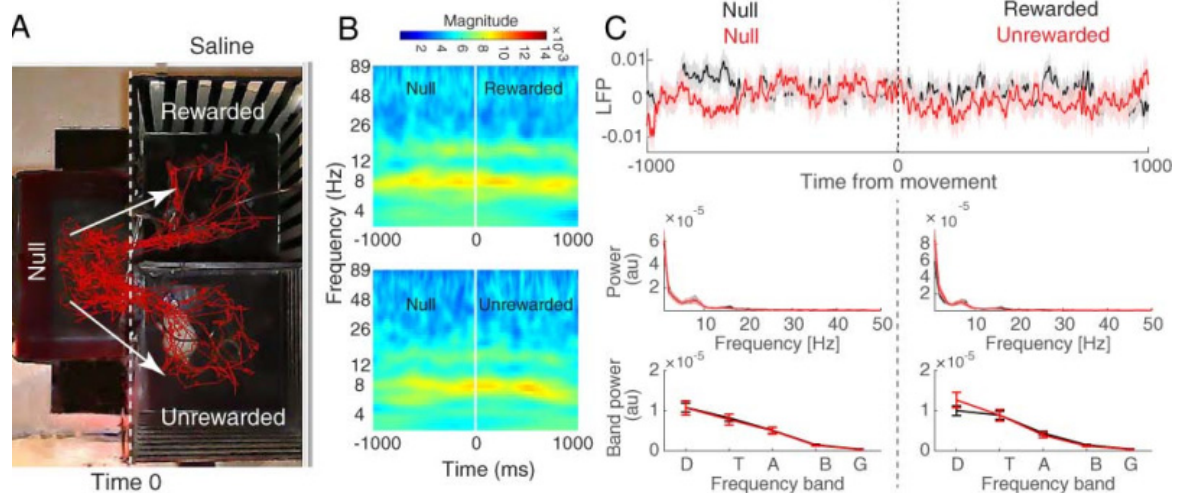 A
Saline
Rewarded
Null
Unrewarded
Time 0
B
Magnitude
2 4 6 8 10 12 14 ×10⁻³
Frequency (Hz)
89
48
26
12
8
4
Null Rewarded
-1000 0 1000
89
48
26
12
8
4
Null Unrewarded
-1000 0 1000
Time (ms)
C
Null Rewarded
Null Unrewarded
LFP
0.01
0
-0.01
-1000 0 1000
Time from movement
× 10⁻⁵
Power (au)
6
4
2
10 20 30 40 50
Frequency [Hz]
× 10⁻⁵
8
6
4
2
10 20 30 40 50
Frequency [Hz]
Band power (au)
2 × 10⁻⁵
1
0
D T A B G
Frequency band
2 × 10⁻⁵
1
0
D T A B G
Frequency band